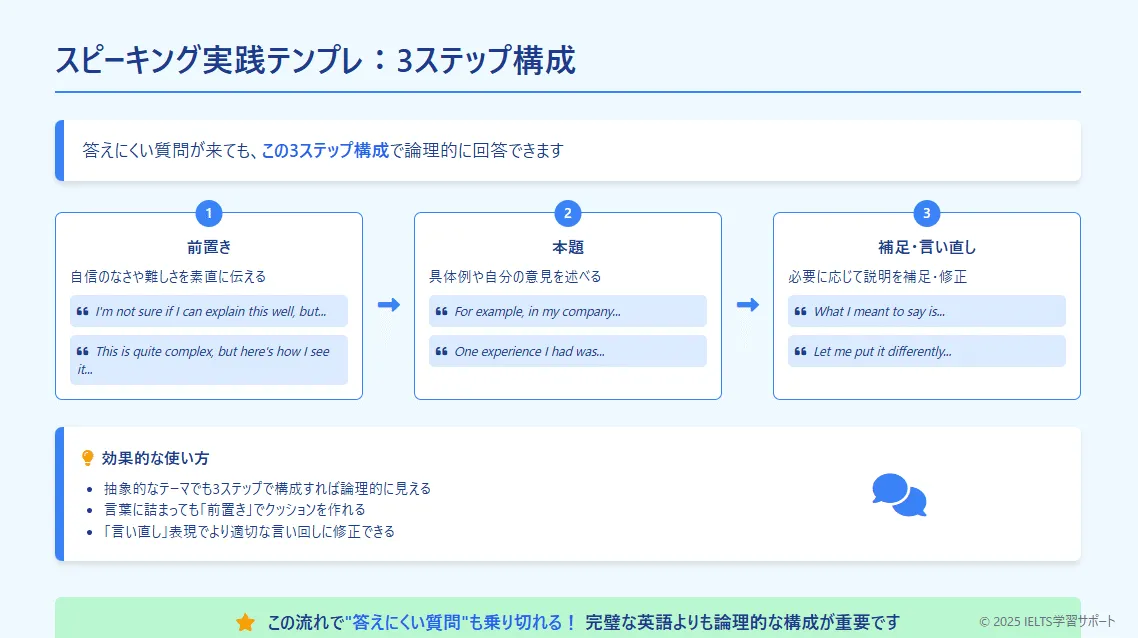 スピーキング実践テンプレ：3ステップ構成
答えにくい質問が来ても、この3ステップ構成で論理的に回答できます
1
前置き
自信のなさや難しさを素直に伝える
❝ I'm not sure if I can explain this well, but...
❝ This is quite complex, but here's how I see
it...
2
本題
具体例や自分の意見を述べる
❝ For example, in my company...
❝ One experience I had was...
3
補足・言い直し
必要に応じて説明を補足・修正
❝ What I meant to say is...
❝ Let me put it differently...
効果的な使い方
• 抽象的なテーマでも3ステップで構成すれば論理的に見える
• 言葉に詰まっても「前置き」でクッションを作れる
• 「言い直し」表現でより適切な言い回しに修正できる
この流れで"答えにくい質問"も乗り切れる！ 完璧な英語よりも論理的な構成が重要です
© 2025 IELTS学習サポート